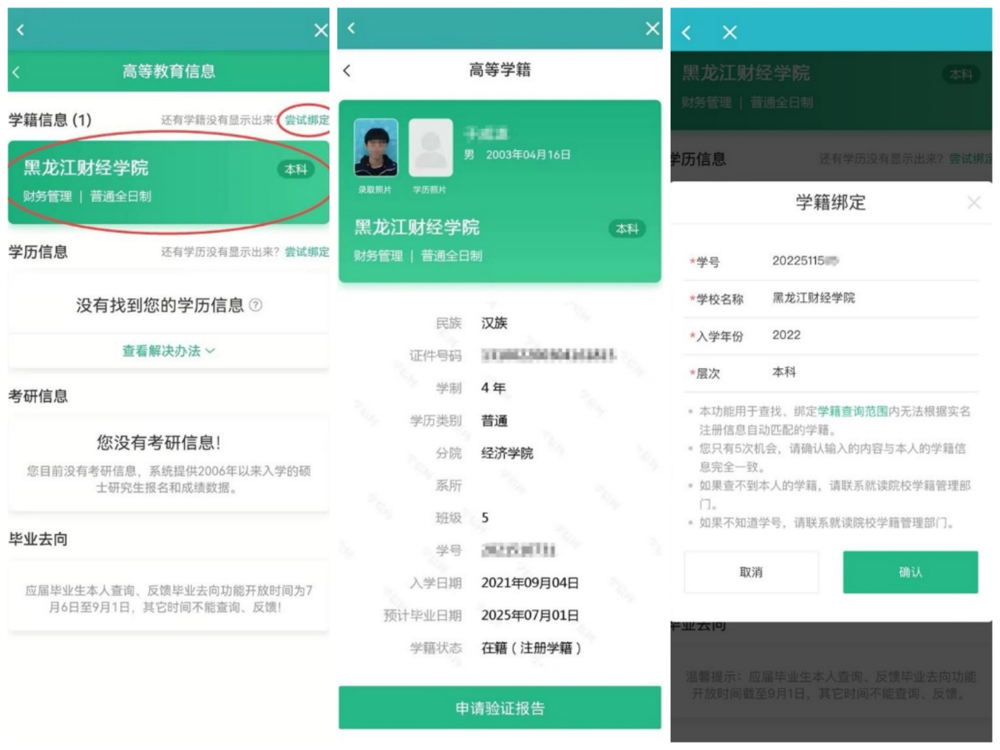 高等教育信息
学籍信息 (1)
还有学籍没有显示出来? 尝试绑定
黑龙江财经学院
本科
财务管理 | 普通全日制
学历信息
还有学历没有显示出来? 尝试绑定
没有找到您的学历信息
查看解决办法
考研信息
您没有考研信息!
您目前没有考研信息，系统提供2006年以来入学的硕
士研究生报名和成绩数据。
毕业去向
应届毕业生本人查询、反馈毕业去向功能开放时间为7
月6日至9月1日，其它时间不能查询、反馈!
高等学籍
男 2003年04月16日
录取照片 学历照片
黑龙江财经学院
本科
财务管理 | 普通全日制
民族 汉族
证件号码
学制 4 年
学历类别 普通
分院 经济学院
系所
班级 5
学号
入学日期 2021年09月04日
预计毕业日期 2025年07月01日
学籍状态 在籍 ( 注册学籍 )
申请验证报告
黑龙江财经学院
本科
财务管理 | 普通全日制
学历信息
还有学历没有显示出来? 尝试绑定
学籍绑定
*学号 20225115
*学校名称 黑龙江财经学院
*入学年份 2022
*层次 本科
本功能用于查找、绑定学籍查询范围内无法根据实名
注册信息自动匹配的学籍。
您只有5次机会，请确认输入的内容与本人的学籍信
息完全一致。
如果查不到本人的学籍，请联系就读院校学籍管理部
门。
如果不知道学号，请联系就读院校学籍管理部门。
取消
确认
毕业去向
温馨提示：应届毕业生本人查询、反馈毕业去向功能
开放时间截至9月1日，其它时间不能查询、反馈。